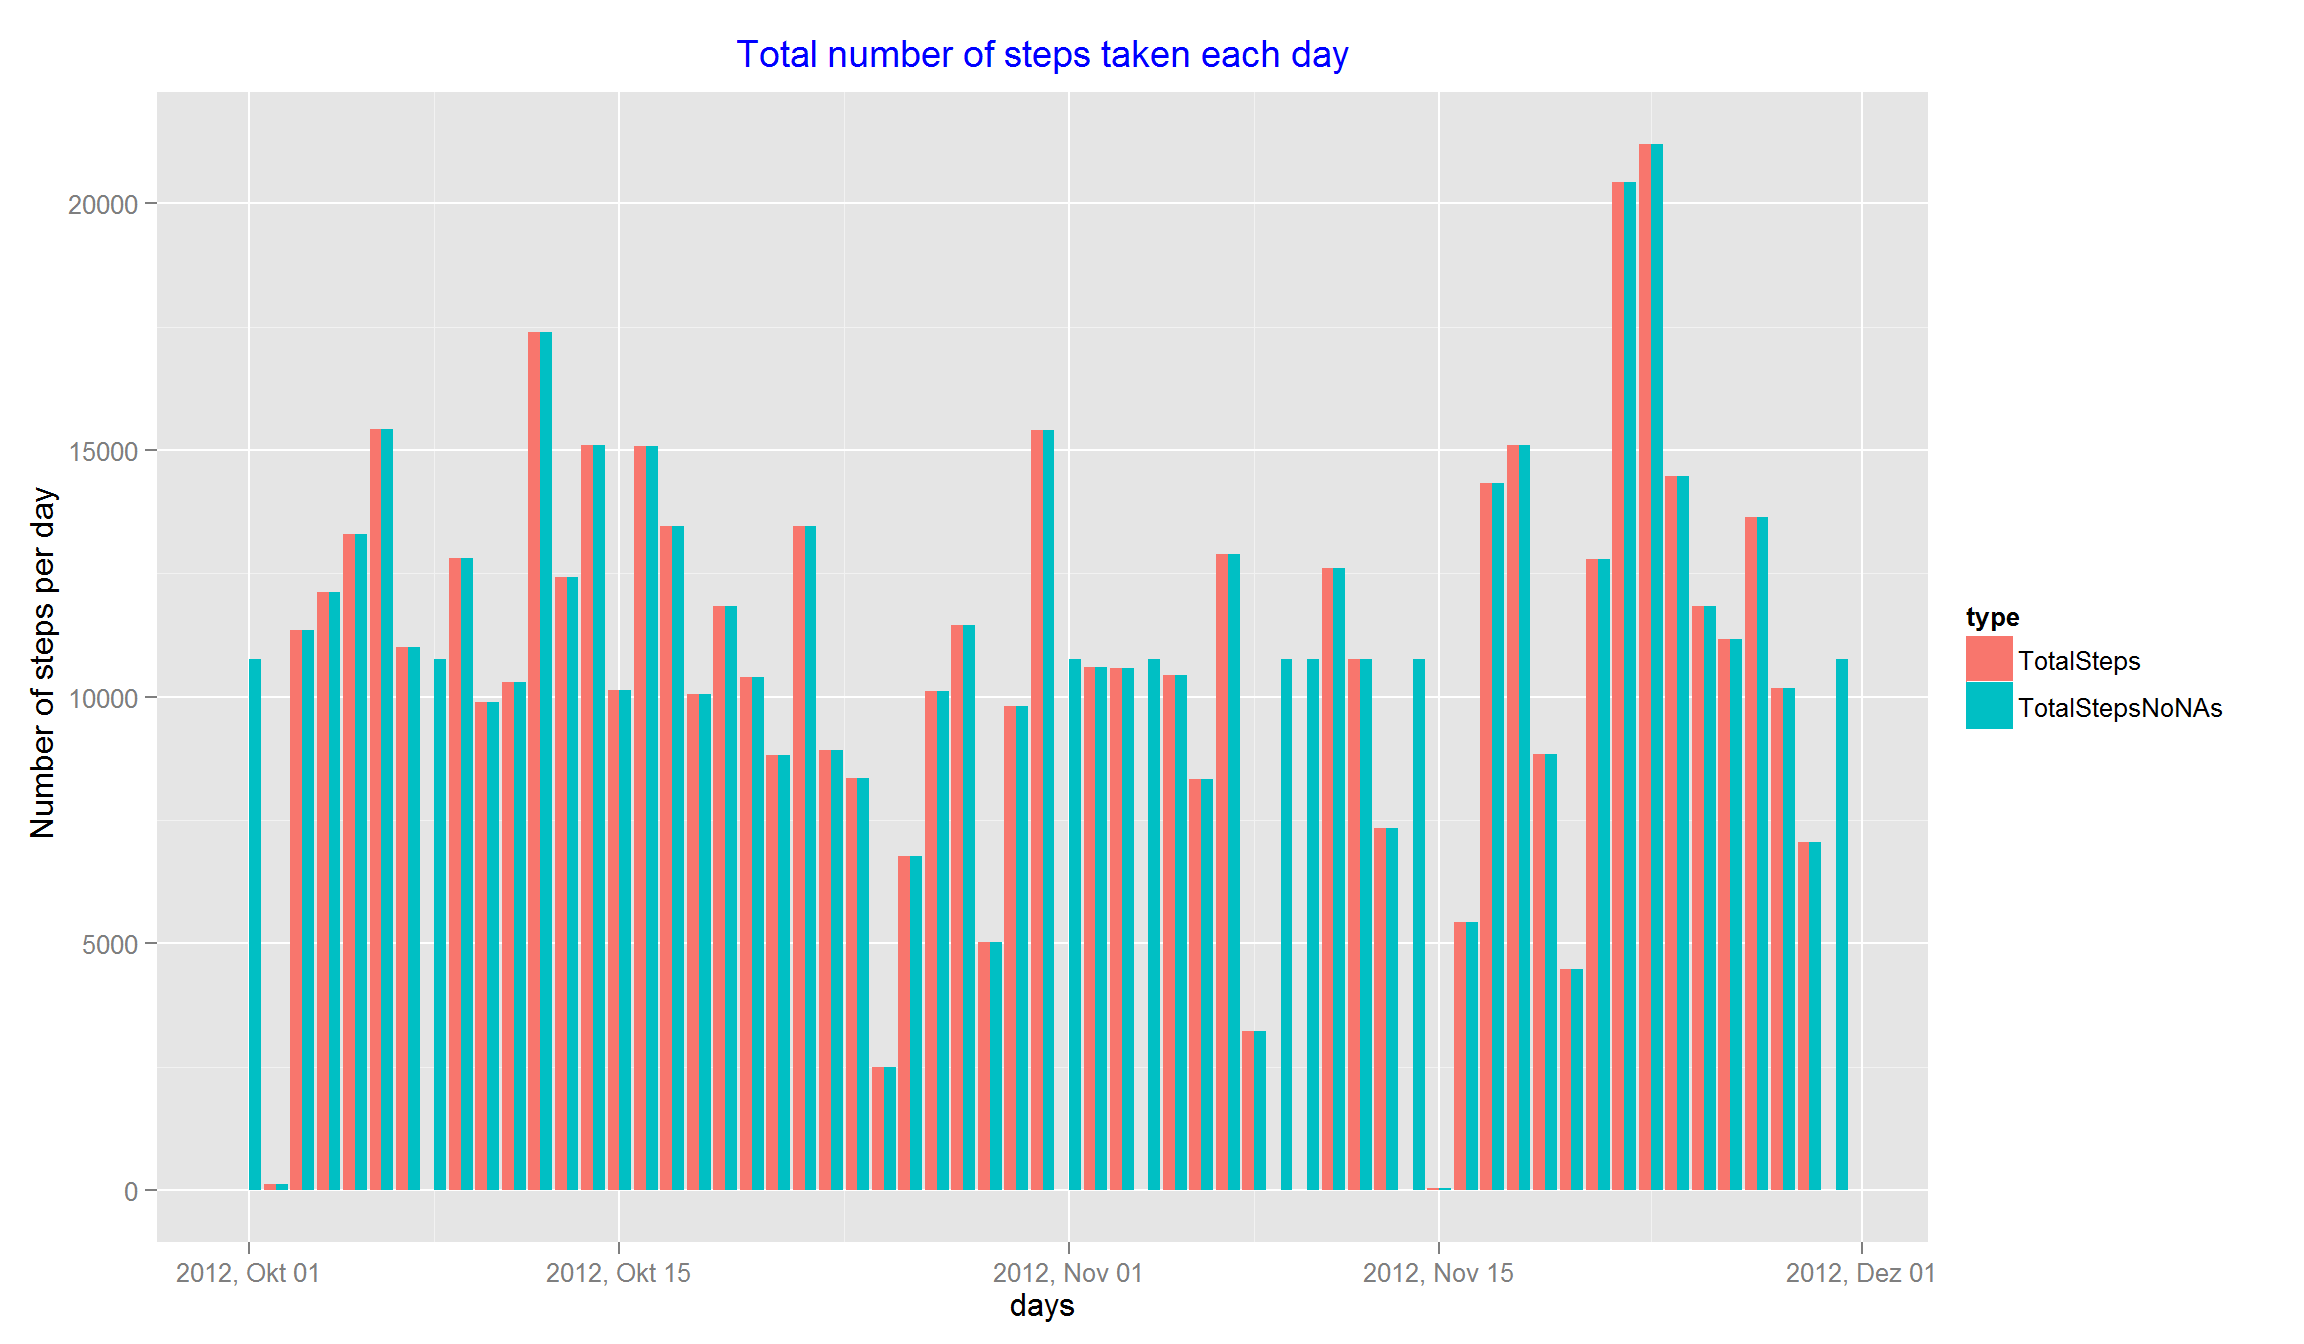 Total number of steps taken each day
Number of steps per day
20000
15000
10000
5000
0
2012, Okt 01
2012, Okt 15
2012, Nov 01
2012, Nov 15
2012, Dez 01
days
type
TotalSteps
TotalStepsNoNAs